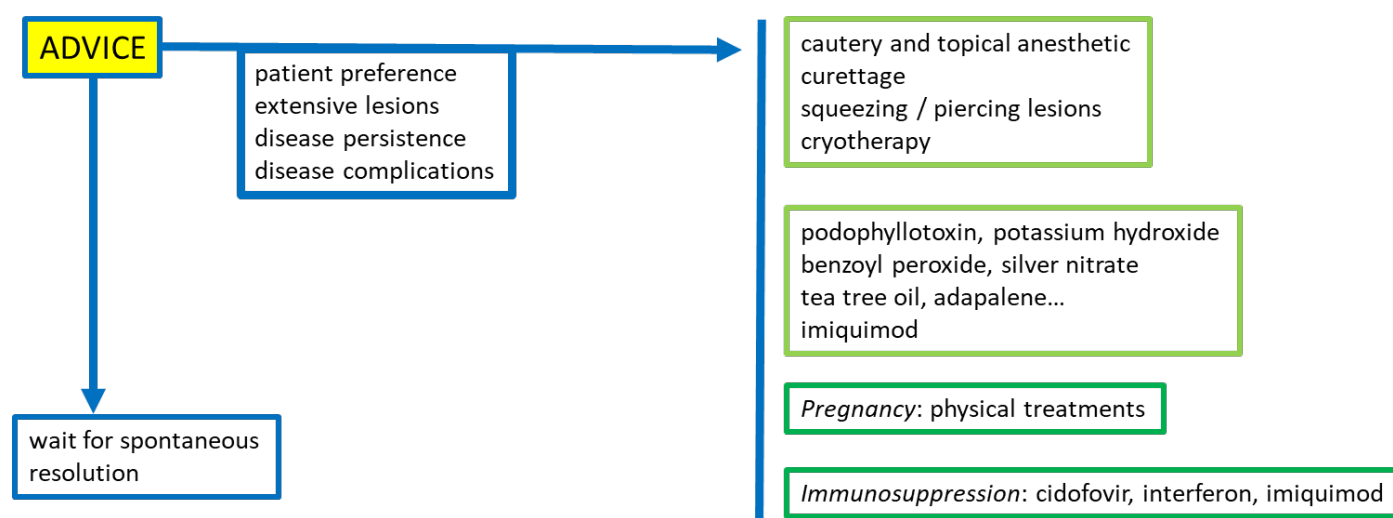 ADVICE
patient preference
extensive lesions
disease persistence
disease complications
wait for spontaneous
resolution
cautery and topical anesthetic
curettage
squeezing / piercing lesions
cryotherapy
podophyllotoxin, potassium hydroxide
benzoyl peroxide, silver nitrate
tea tree oil, adapalene…
imiquimod
Pregnancy: physical treatments
Immunosuppression: cidofovir, interferon, imiquimod